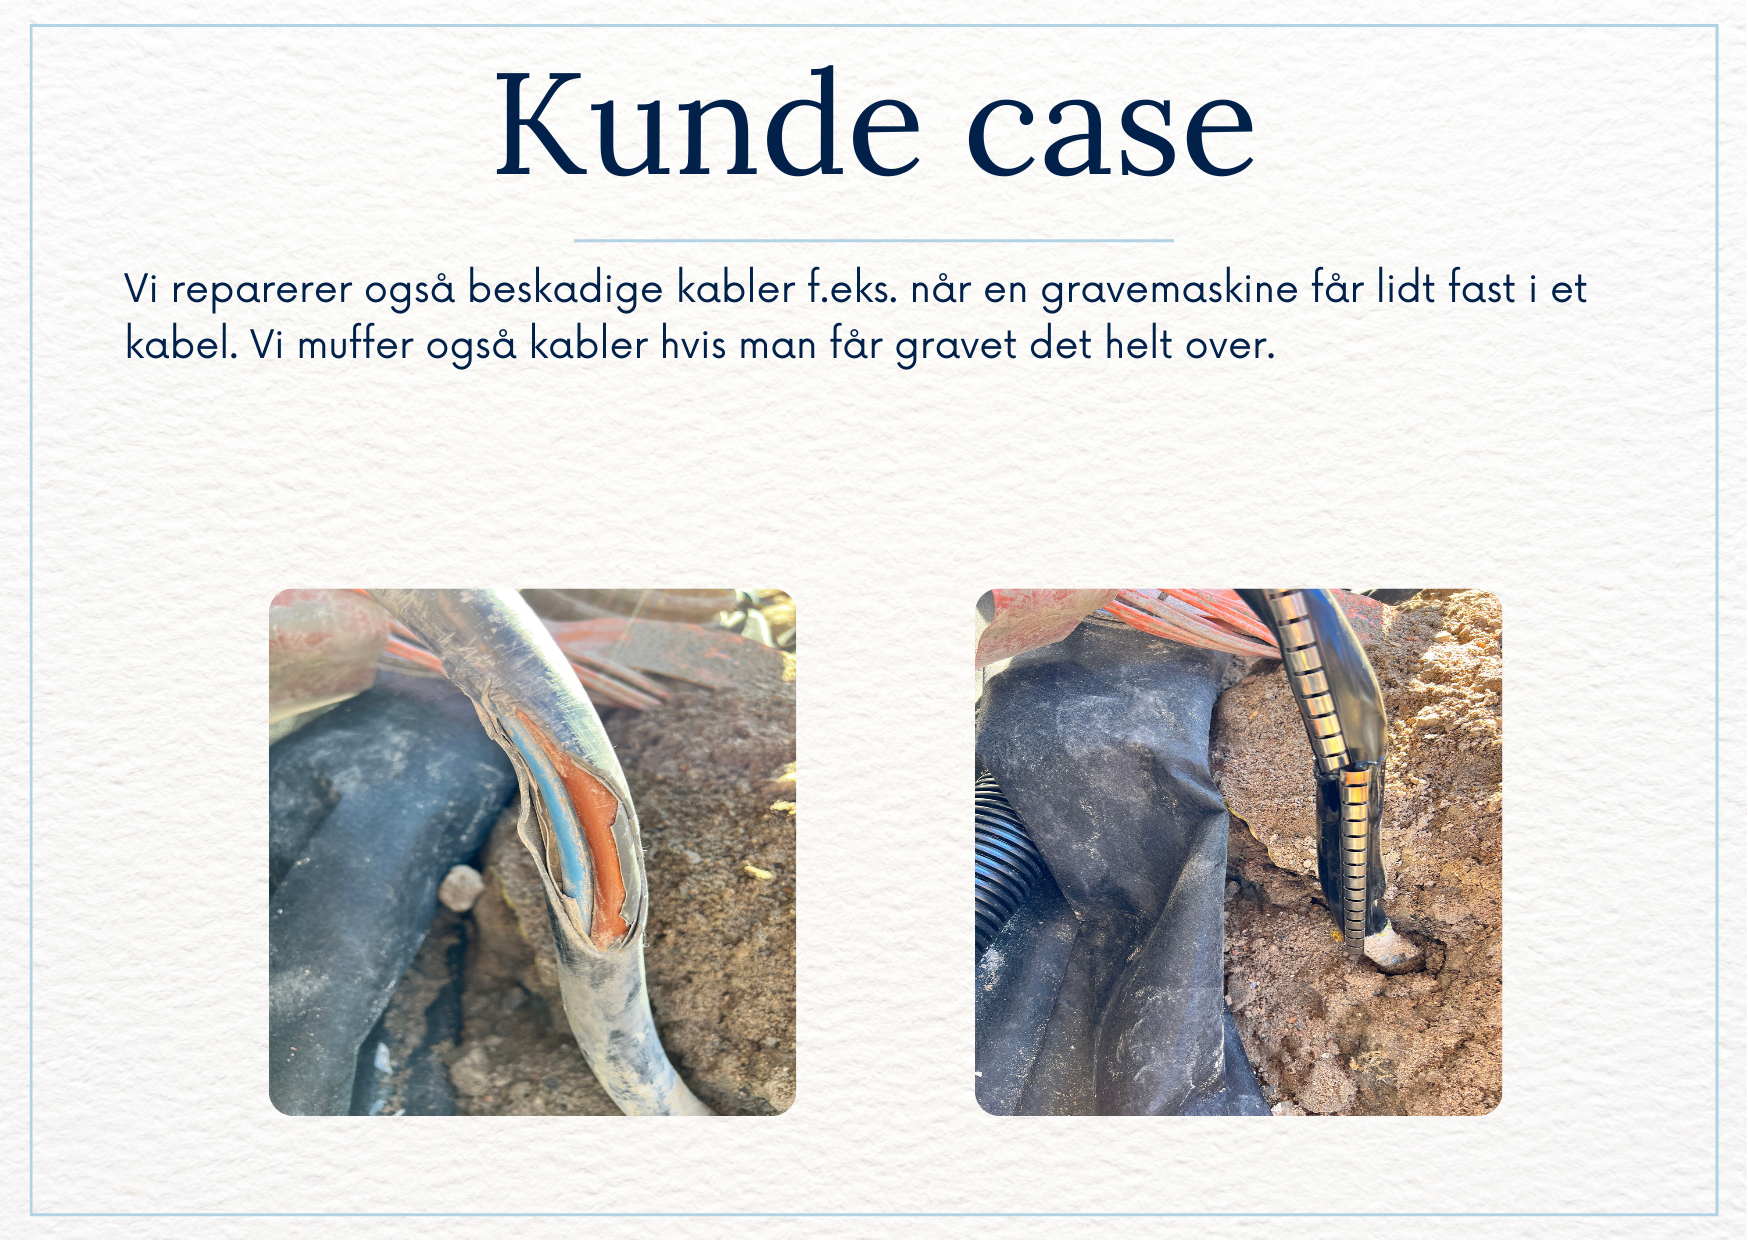 Kunde case
Vi reparerer også beskadige kabler f.eks. når en gravemaskine får lidt fast i et
kabel. Vi muffer også kabler hvis man får gravet det helt over.